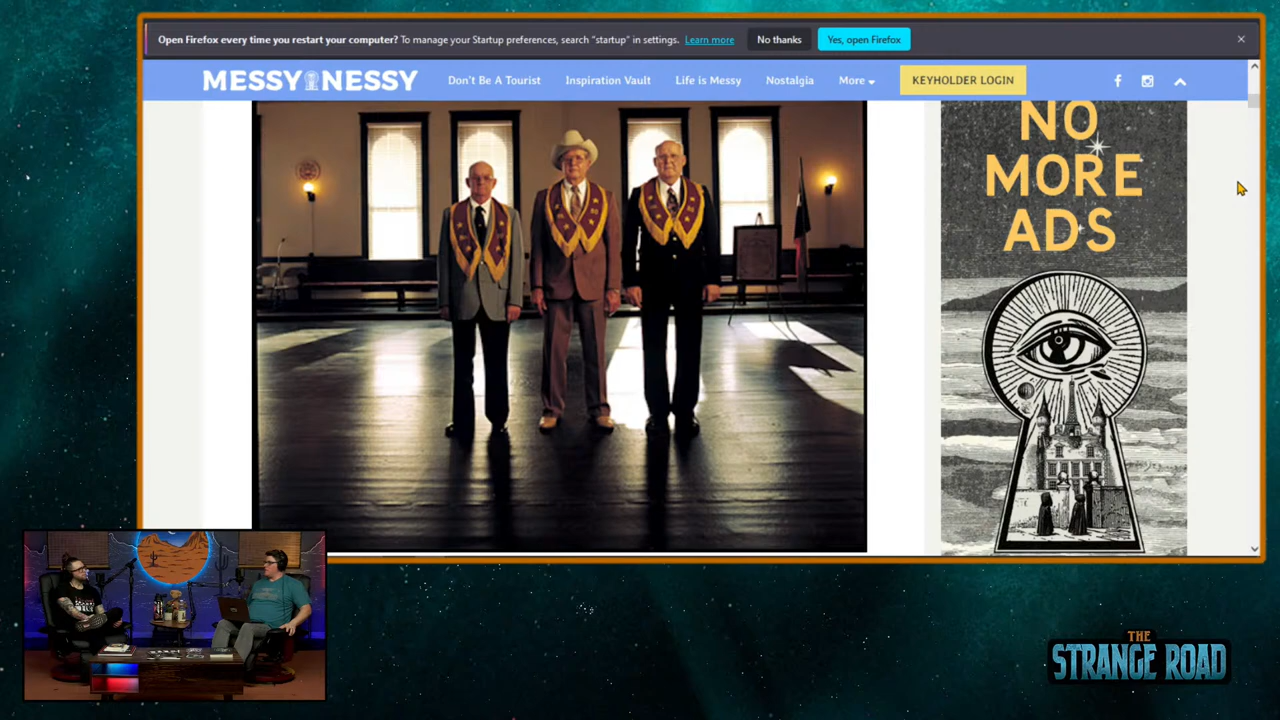 Open Firefox every time you restart your computer? To manage your Startup preferences, search "startup" in settings. Learn more No thanks Yes, open Firefox
MESSY NESSY Don't Be A Tourist Inspiration Vault Life is Messy Nostalgia More KEYHOLDER LOGIN
NO
MORE
ADS
THE
STRANGE ROAD